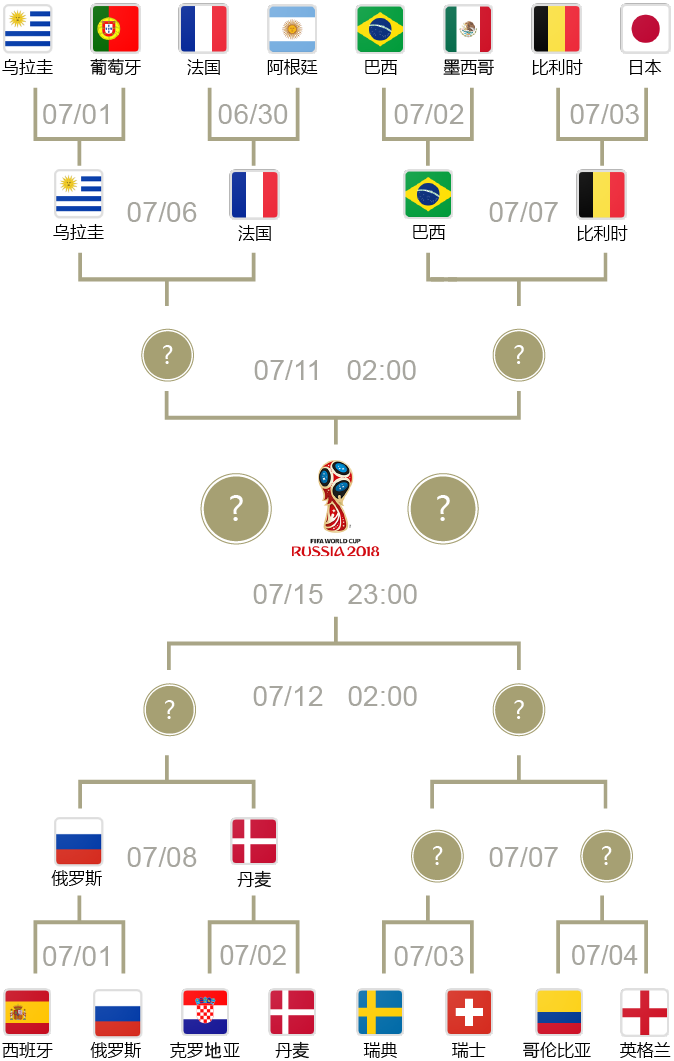 乌拉圭 葡萄牙 法国 阿根廷 巴西 墨西哥 比利时 日本
07/01 06/30 07/02 07/03
07/06 07/07
乌拉圭 法国 巴西 比利时
? ?
07/11 02:00
? ?
FIFA WORLD CUP
RUSSIA 2018
07/15 23:00
07/12 02:00
? ?
07/08 ? 07/07 ?
俄罗斯 丹麦
07/01 07/02 07/03 07/04
西班牙 俄罗斯 克罗地亚 丹麦 瑞典 瑞士 哥伦比亚 英格兰